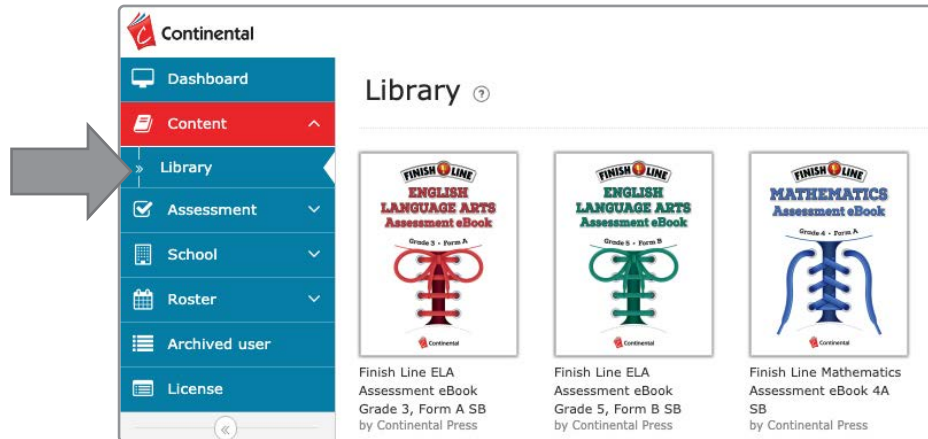 Continental
Dashboard
Content
Library
Assessment
School
Roster
Archived user
License
Library
FINISH LINE
ENGLISH
LANGUAGE ARTS
Assessment eBook
Grade 3 • Form A
Continental
Finish Line ELA
Assessment eBook
Grade 3, Form A SB
by Continental Press
FINISH LINE
ENGLISH
LANGUAGE ARTS
Assessment eBook
Grade 5 • Form B
Continental
Finish Line ELA
Assessment eBook
Grade 5, Form B SB
by Continental Press
FINISH LINE
MATHEMATICS
Assessment eBook
Grade 4 • Form A
Continental
Finish Line Mathematics
Assessment eBook 4A
SB
by Continental Press